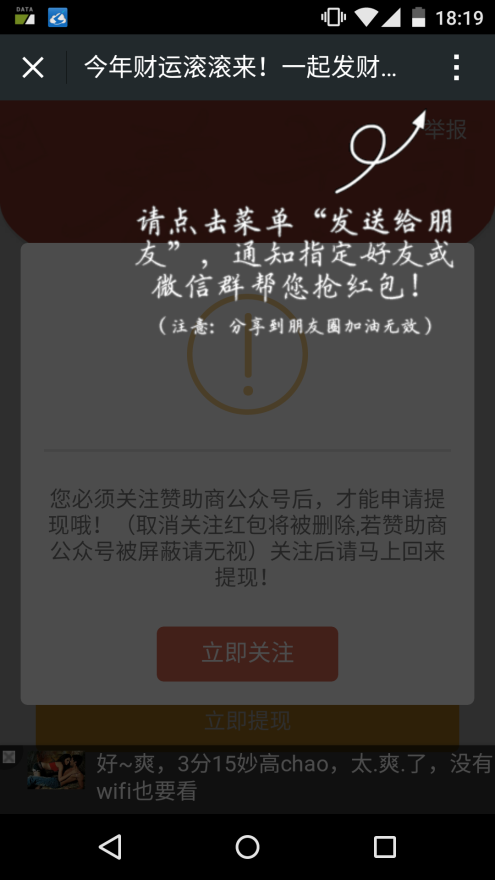 DATA
18:19
今年财运滚滚来！一起发财...
举报
请点击菜单“发送给朋
友”，通知指定好友或
微信群帮您抢红包！
（注意：分享到朋友圈加油无效）
您必须关注赞助商公众号后，才能申请提
现哦！（取消关注红包将被删除,若赞助商
公众号被屏蔽请无视）关注后请马上回来
提现！
立即关注
立即提现
好~爽，3分15妙高chao，太.爽.了，没有
wifi也要看